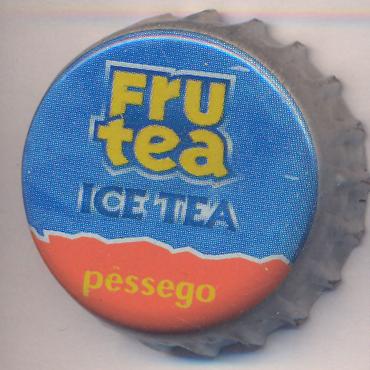 Fru
tea
ICE TEA
pêssego